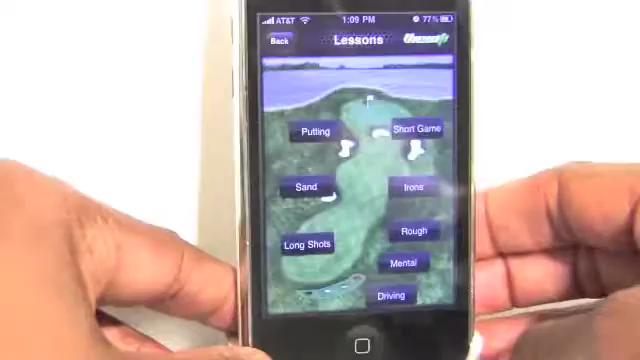 AT&T 1:09 PM 77%
Back Lessons
Putting Short Game
Sand Irons
Rough
Long Shots
Mental
Driving